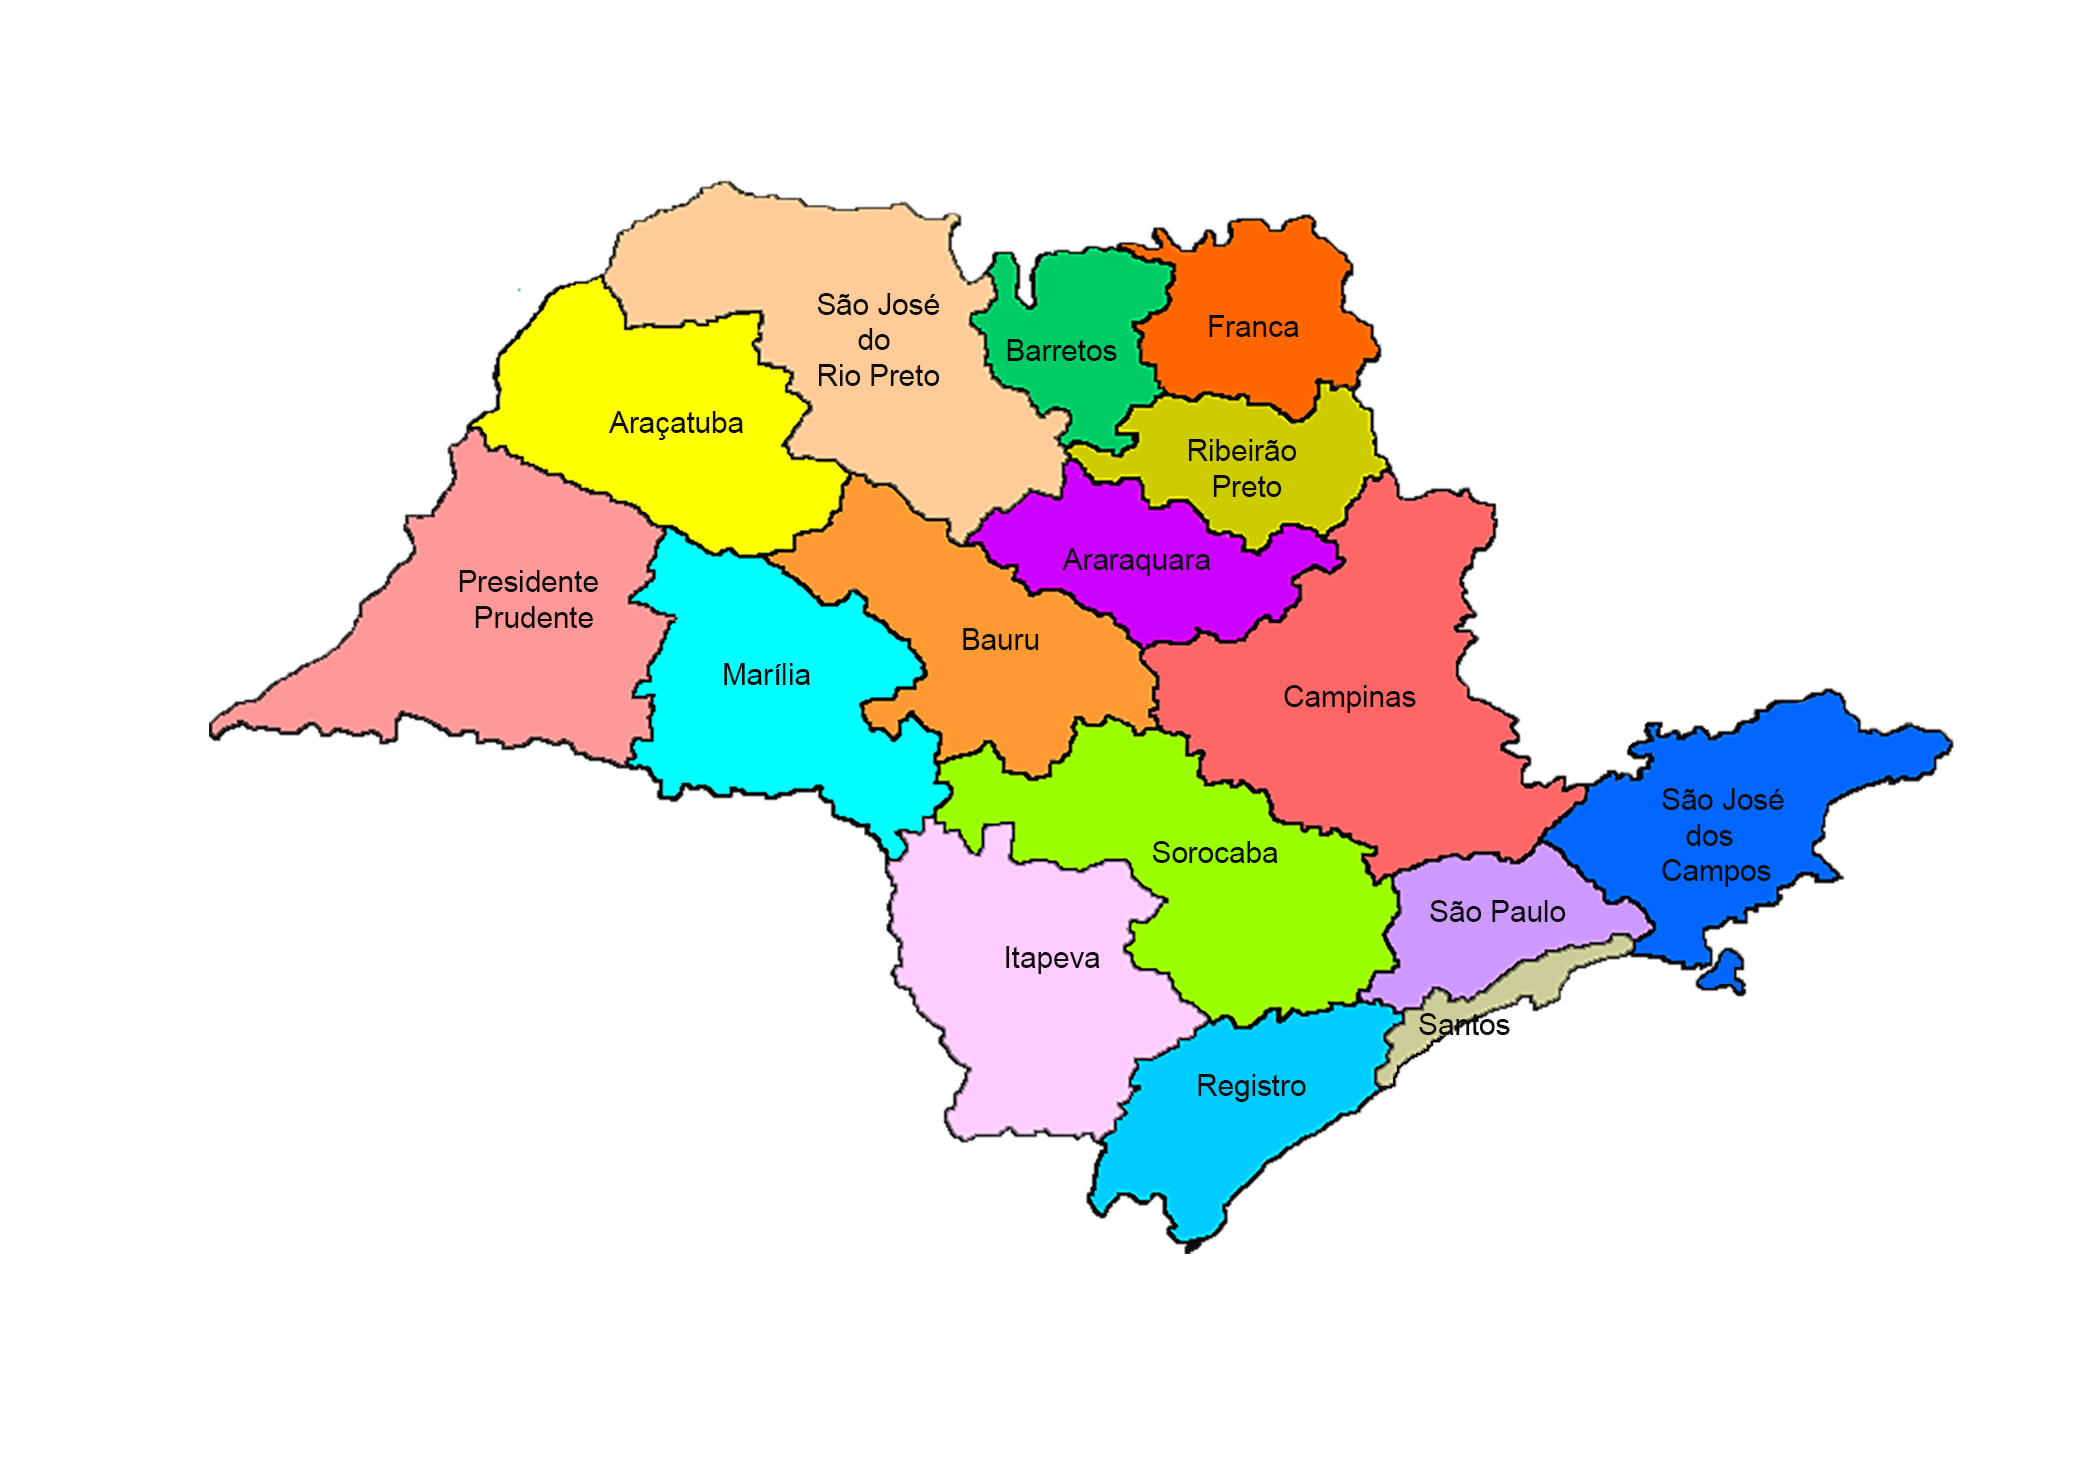 São José
do
Rio Preto
Barretos
Franca
Araçatuba
Ribeirão
Preto
Araraquara
Presidente
Prudente
Bauru
Marília
Campinas
São José
dos
Campos
Sorocaba
São Paulo
Itapeva
Santos
Registro